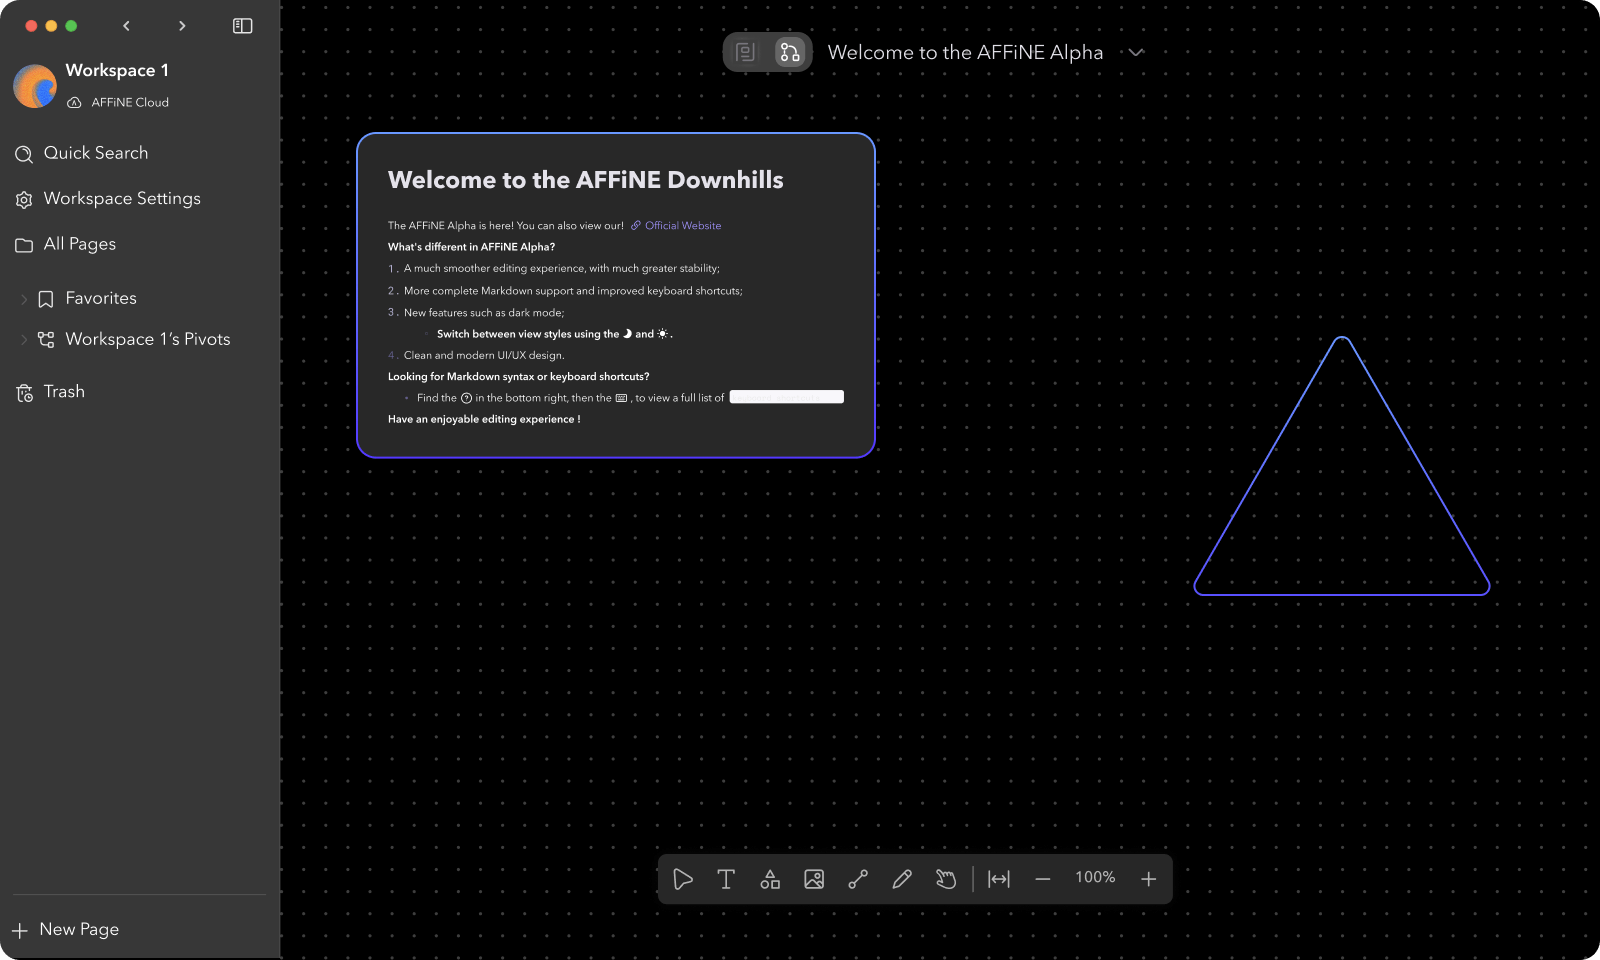 Workspace 1
AFFiNE Cloud
Quick Search
Workspace Settings
All Pages
Favorites
Workspace 1’s Pivots
Trash
New Page
Welcome to the AFFiNE Alpha
Welcome to the AFFiNE Downhills
The AFFiNE Alpha is here! You can also view our! Official Website
What's different in AFFiNE Alpha?
1. A much smoother editing experience, with much greater stability;
2. More complete Markdown support and improved keyboard shortcuts;
3. New features such as dark mode;
Switch between view styles using the and .
4. Clean and modern UI/UX design.
Looking for Markdown syntax or keyboard shortcuts?
Find the in the bottom right, then the , to view a full list of
Have an enjoyable editing experience !
100%